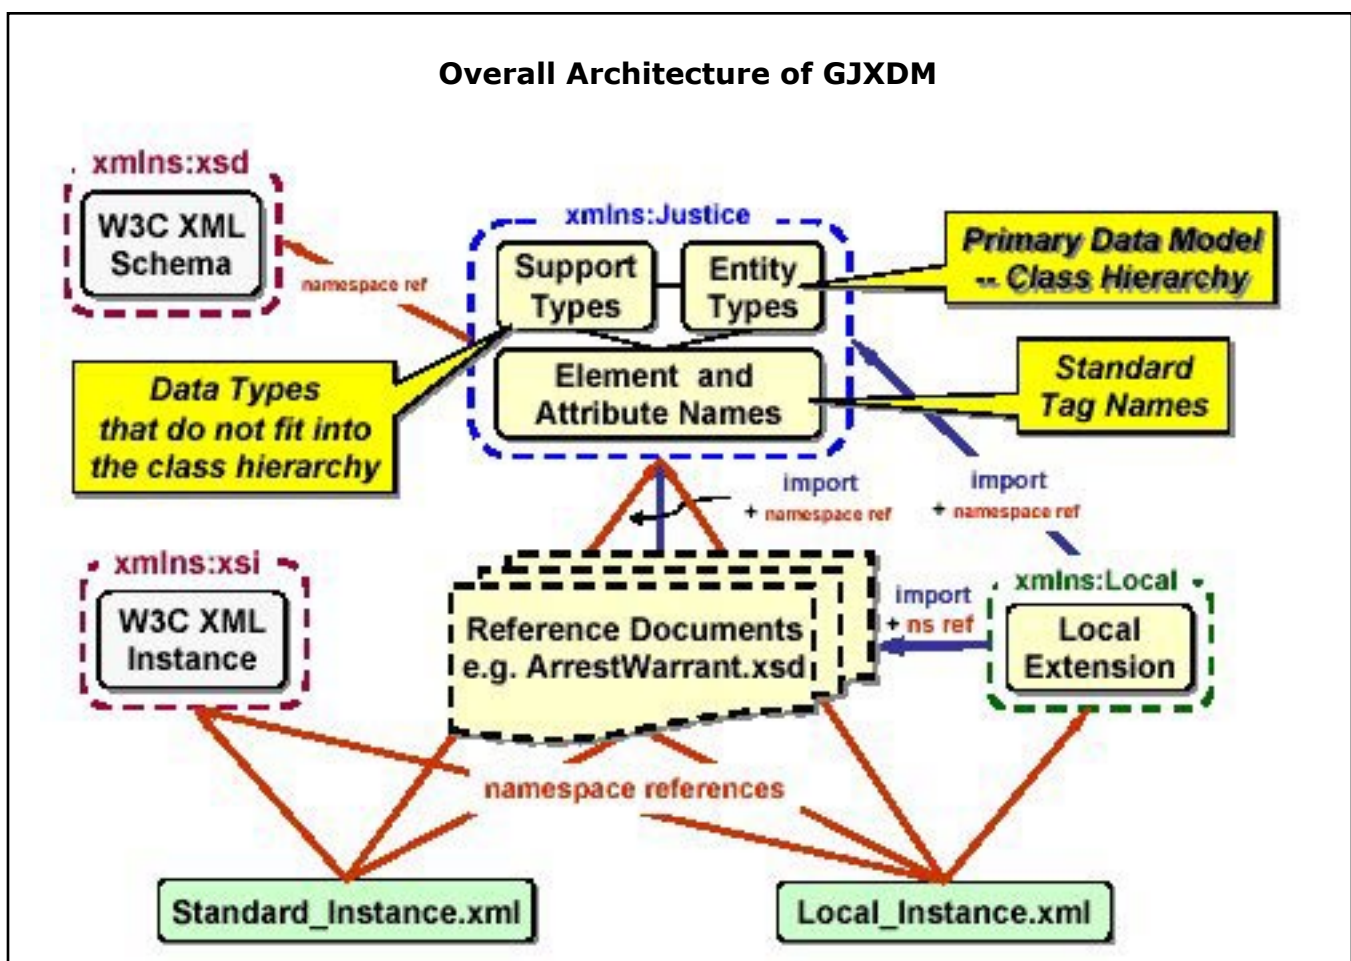 Overall Architecture of GJXDM
xmlns:xsd
W3C XML
Schema
namespace ref
xmlns:Justice
Support
Types
Entity
Types
Primary Data Model
-- Class Hierarchy
Data Types
that do not fit into
the class hierarchy
Element and
Attribute Names
Standard
Tag Names
import
+ namespace ref
import
+ namespace ref
xmlns:xsi
W3C XML
Instance
Reference Documents
e.g. ArrestWarrant.xsd
import
+ ns ref
xmlns:Local
Local
Extension
namespace references
Standard_Instance.xml
Local_Instance.xml